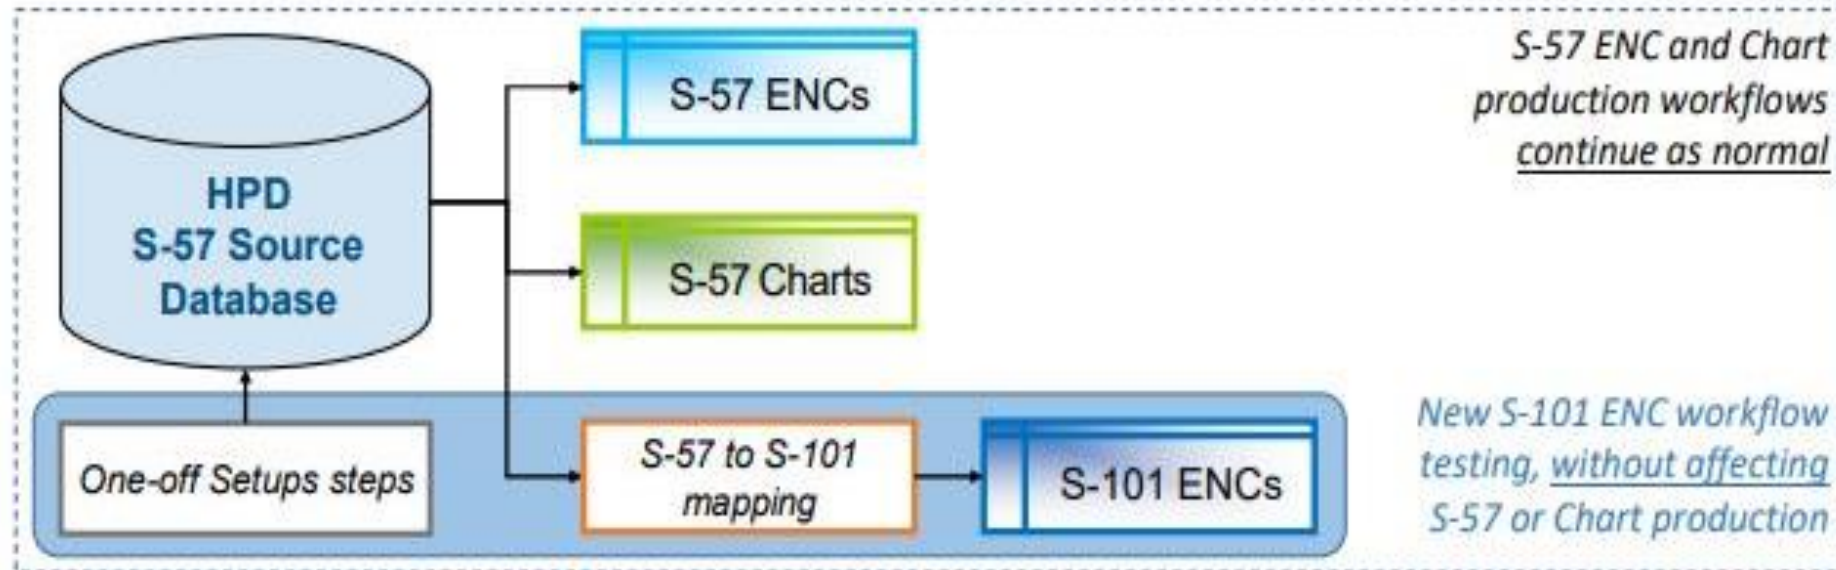 HPD
S-57 Source
Database
S-57 ENCs
S-57 Charts
S-57 ENC and Chart
production workflows
continue as normal
One-off Setups steps
S-57 to S-101
mapping
S-101 ENCs
New S-101 ENC workflow
testing, without affecting
S-57 or Chart production